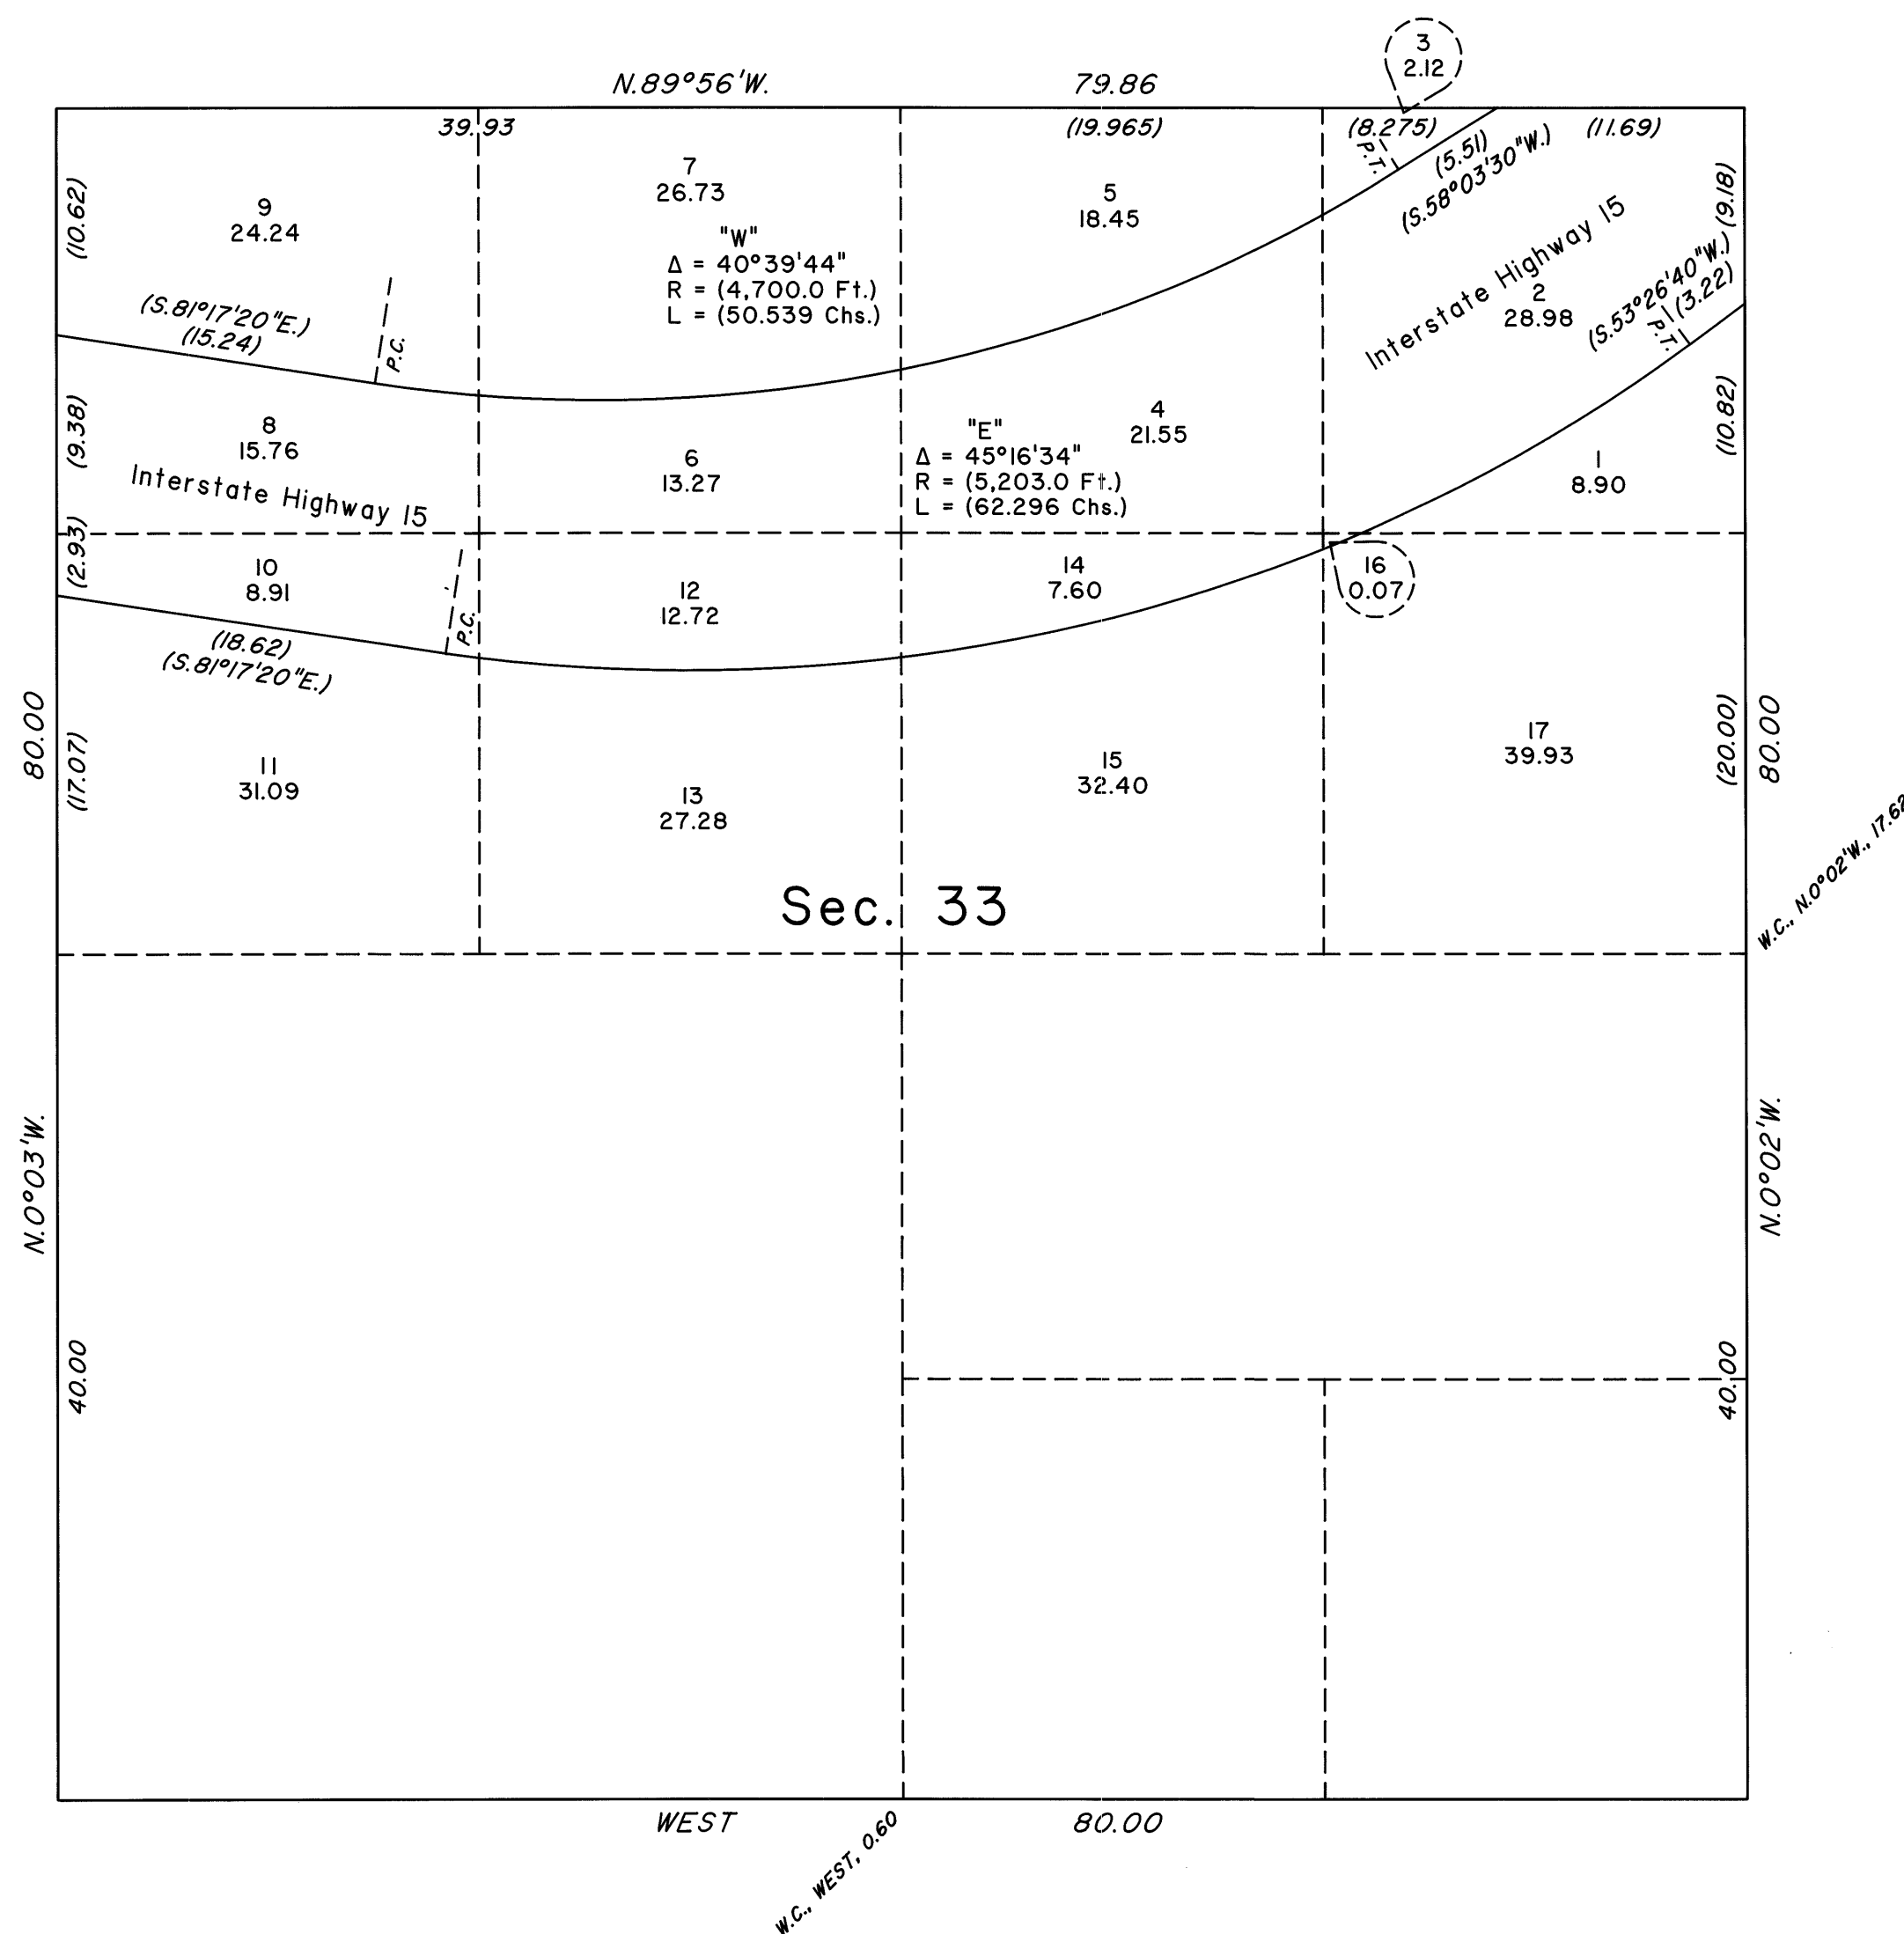 3
2.12
N.89°56'W.
79.86
39.93
(19.965)
(8.275)
(11.69)
P.T.
(5.51)
(S.58°03'30"W.)
(10.62)
9
24.24
7
26.73
5
18.45
(9.18)
"W"
Δ = 40°39'44"
R = (4,700.0 Ft.)
L = (50.539 Chs.)
Interstate Highway 15
2
28.98
(S.53°26'40"W.)
(3.22)
P.T.
(S.81°17'20"E.)
(15.24)
P.C.
(9.38)
8
15.76
Interstate Highway 15
6
13.27
4
21.55
"E"
Δ = 45°16'34"
R = (5,203.0 Ft.)
L = (62.296 Chs.)
(10.82)
1
8.90
(2.93)
10
8.91
P.C.
12
12.72
14
7.60
16
0.07
(18.62)
(S.81°17'20"E.)
80.00
(17.07)
11
31.09
13
27.28
15
32.40
17
39.93
(20.00)
80.00
Sec. 33
W.C., N.0°02'W., 17.62
N.0°03'W.
N.0°02'W.
40.00
40.00
WEST
80.00
W.C., WEST, 0.60